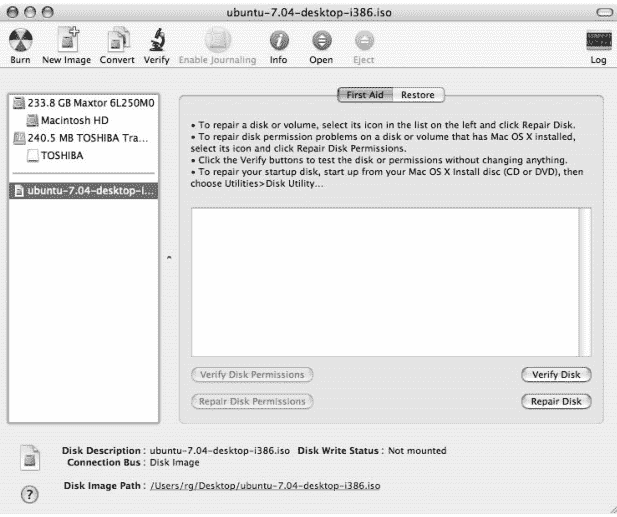 ubuntu-7.04-desktop-i386.iso
Burn New Image Convert Verify Enable Journaling Info Open Eject Log
233.8 GB Maxtor 6L250M0
Macintosh HD
240.5 MB TOSHIBA Tra...
TOSHIBA
ubuntu-7.04-desktop-i...
First Aid Restore
• To repair a disk or volume, select its icon in the list on the left and click Repair Disk.
• To repair disk permission problems on a disk or volume that has Mac OS X installed,
select its icon and click Repair Disk Permissions.
• Click the Verify buttons to test the disk or permissions without changing anything.
• To repair your startup disk, start up from your Mac OS X Install disc (CD or DVD), then
choose Utilities>Disk Utility...
Verify Disk Permissions Verify Disk
Repair Disk Permissions Repair Disk
Disk Description : ubuntu-7.04-desktop-i386.iso Disk Write Status : Not mounted
Connection Bus : Disk Image
Disk Image Path : /Users/rg/Desktop/ubuntu-7.04-desktop-i386.iso
?